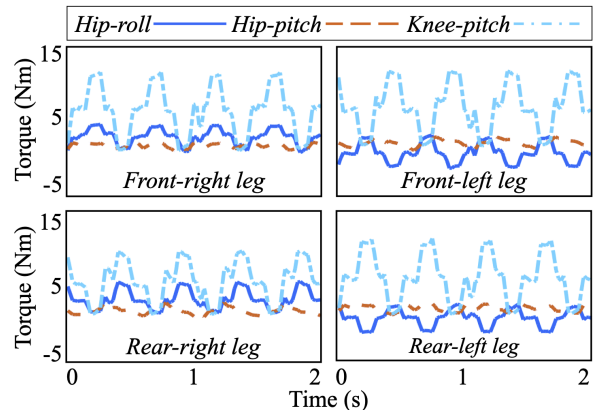 Hip-roll Hip-pitch Knee-pitch
Torque (Nm)
15
5
-5
Front-right leg
Front-left leg
Torque (Nm)
15
5
-5
Rear-right leg
Rear-left leg
0 1 2 0 1 2
Time (s)